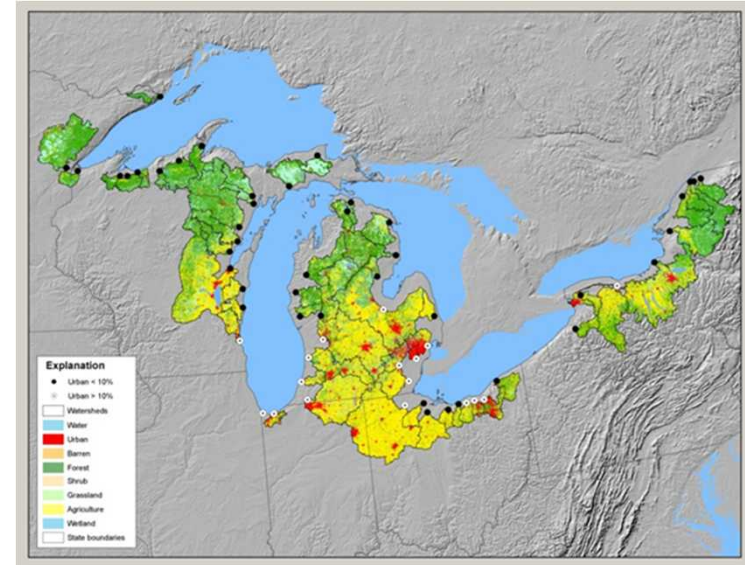 Explanation
Urban < 10%
Urban > 10%
Watersheds
Water
Urban
Barren
Forest
Shrub
Grassland
Agriculture
Wetland
State boundaries